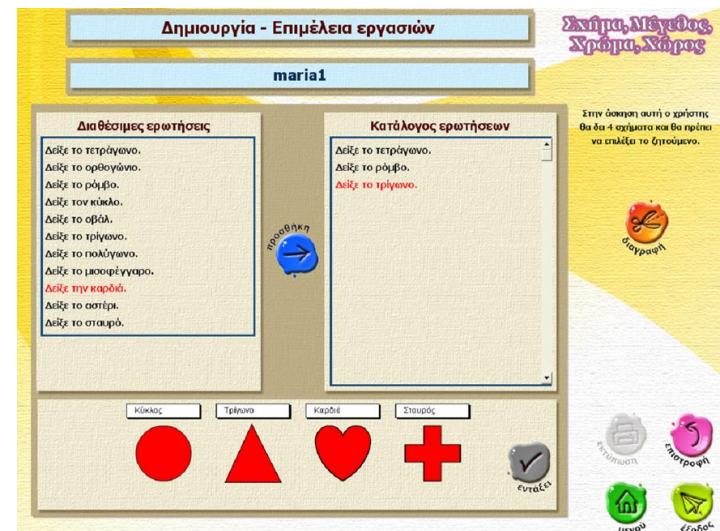 Δημιουργία - Επιμέλεια εργασιών
Σχήμα, Μέγεθος,
Χρώμα, Χώρος
maria1
Στην άσκηση αυτή ο χρήστης
θα δει 4 σχήματα και θα πρέπει
να επιλέξει το ζητούμενο.
Διαθέσιμες ερωτήσεις
Δείξε το τετράγωνο.
Δείξε το ορθογώνιο.
Δείξε το ρόμβο.
Δείξε τον κύκλο.
Δείξε το οβάλ.
Δείξε το τρίγωνο.
Δείξε το πολύγωνο.
Δείξε το μισοφέγγαρο.
Δείξε την καρδιά.
Δείξε το αστέρι.
Δείξε το σταυρό.
προσθήκη
Κατάλογος ερωτήσεων
Δείξε το τετράγωνο.
Δείξε το ρόμβο.
Δείξε το τρίγωνο.
διαγραφή
Κύκλος
Τρίγωνο
Καρδιά
Σταυρός
εντάξει
εκτύπωση
επιστροφή
μενού
έξοδος